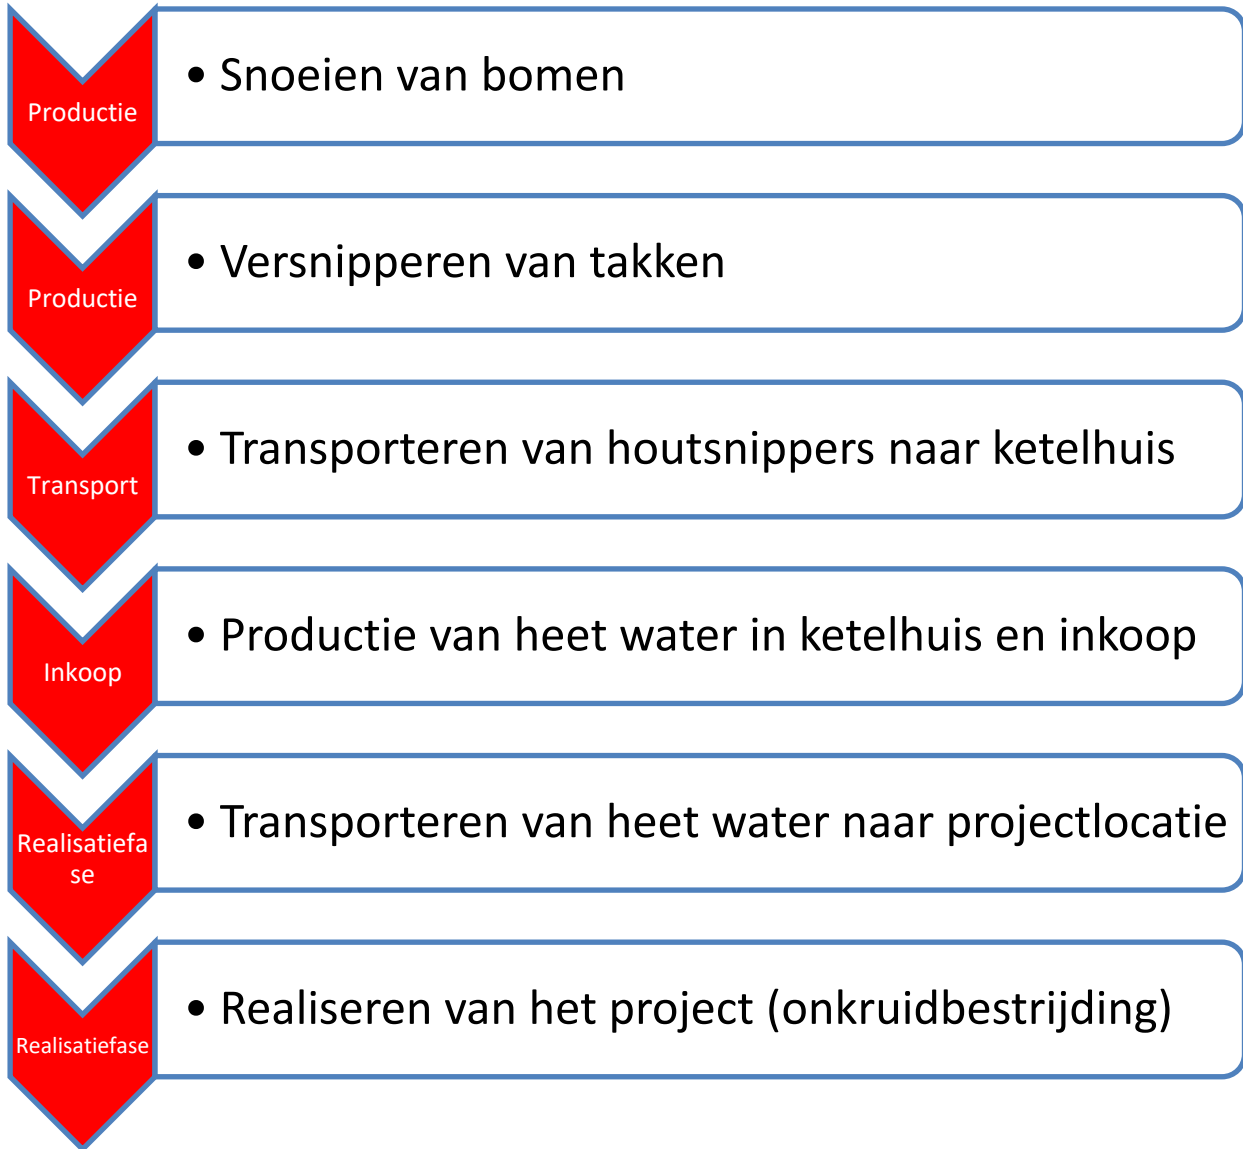 Productie
• Snoeien van bomen
Productie
• Versnipperen van takken
Transport
• Transporteren van houtsnippers naar ketelhuis
Inkoop
• Productie van heet water in ketelhuis en inkoop
Realisatiefa
se
• Transporteren van heet water naar projectlocatie
Realisatiefase
• Realiseren van het project (onkruidbestrijding)